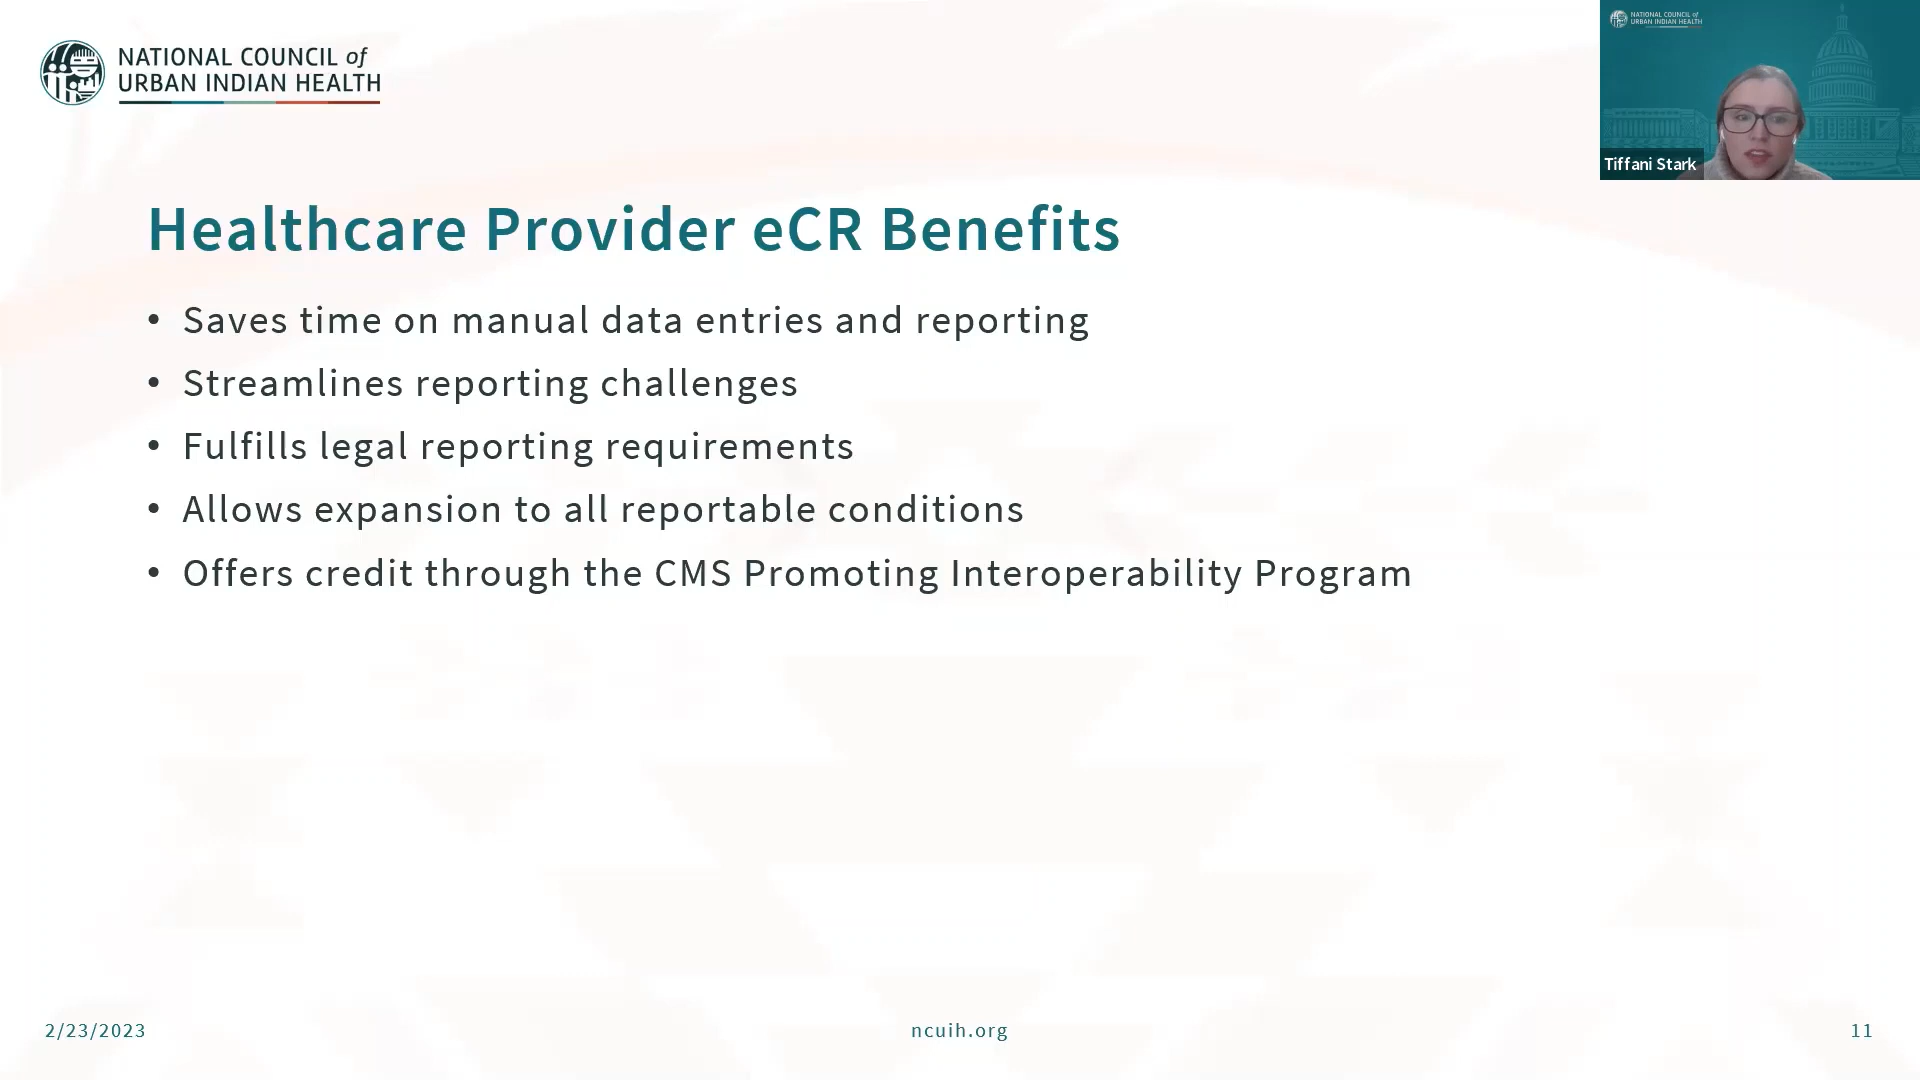 NATIONAL COUNCIL of
URBAN INDIAN HEALTH
NATIONAL COUNCIL of
URBAN INDIAN HEALTH
Tiffani Stark
Healthcare Provider eCR Benefits
• Saves time on manual data entries and reporting
• Streamlines reporting challenges
• Fulfills legal reporting requirements
• Allows expansion to all reportable conditions
• Offers credit through the CMS Promoting Interoperability Program
2/23/2023
ncuih.org
11